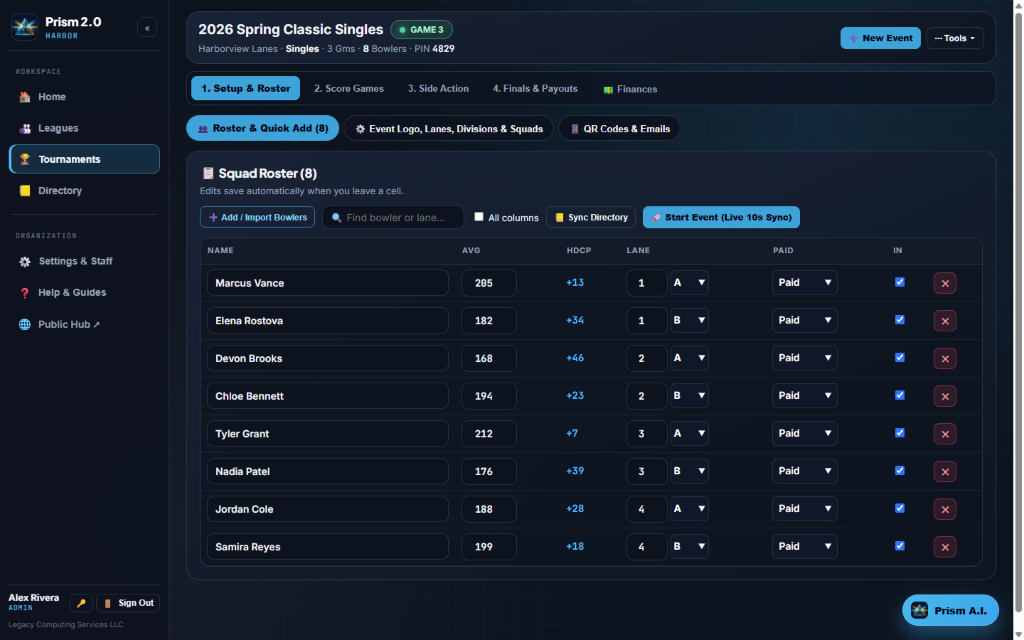 Prism 2.0
HARBOR
«
WORKSPACE
Home
Leagues
Tournaments
Directory
ORGANIZATION
Settings & Staff
Help & Guides
Public Hub ↗
Alex Rivera
ADMIN
Sign Out
Legacy Computing Services LLC
2026 Spring Classic Singles GAME 3
Harborview Lanes · Singles · 3 Gms · 8 Bowlers · PIN 4829
New Event
··· Tools
1. Setup & Roster 2. Score Games 3. Side Action 4. Finals & Payouts Finances
Roster & Quick Add (8) Event Logo, Lanes, Divisions & Squads QR Codes & Emails
Squad Roster (8)
Edits save automatically when you leave a cell.
Add / Import Bowlers Find bowler or lane... All columns Sync Directory Start Event (Live 10s Sync)
NAME AVG HDCP LANE PAID IN
Marcus Vance 205 +13 1 A Paid ✕
Elena Rostova 182 +34 1 B Paid ✕
Devon Brooks 168 +46 2 A Paid ✕
Chloe Bennett 194 +23 2 B Paid ✕
Tyler Grant 212 +7 3 A Paid ✕
Nadia Patel 176 +39 3 B Paid ✕
Jordan Cole 188 +28 4 A Paid ✕
Samira Reyes 199 +18 4 B Paid ✕
Prism A.I.